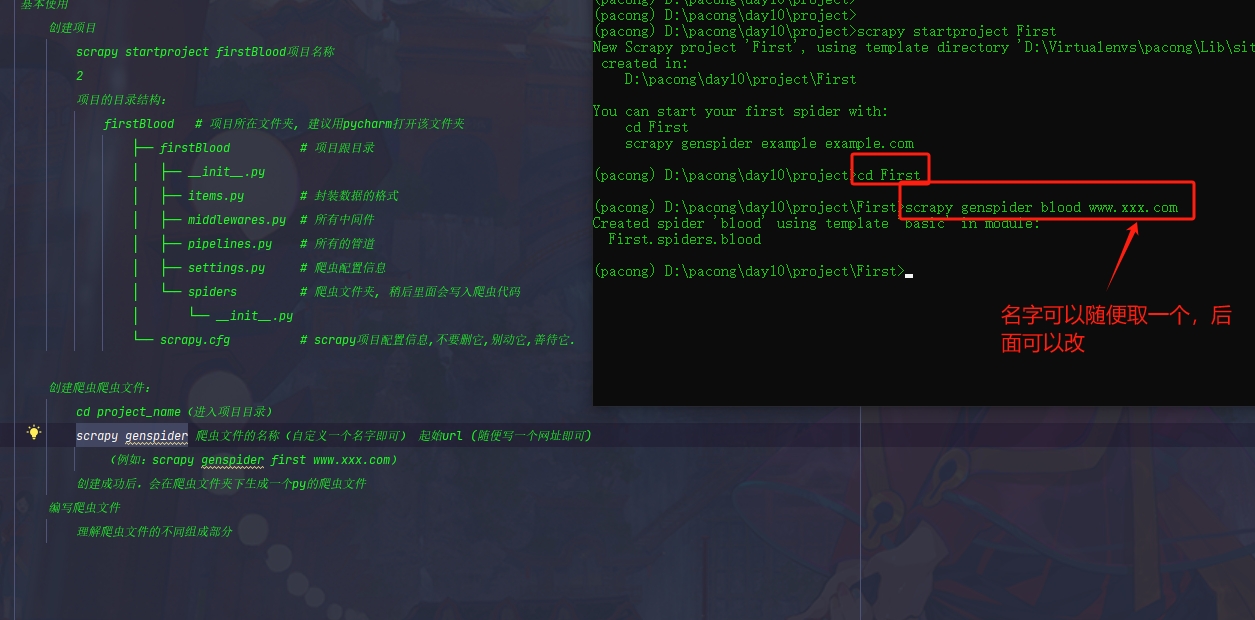 基本使用
创建项目
scrapy startproject firstBlood项目名称
2
项目的目录结构:
firstBlood # 项目所在文件夹, 建议用pycharm打开该文件夹
├── firstBlood # 项目跟目录
│ ├── __init__.py
│ ├── items.py # 封装数据的格式
│ ├── middlewares.py # 所有中间件
│ ├── pipelines.py # 所有的管道
│ ├── settings.py # 爬虫配置信息
│ └── spiders # 爬虫文件夹, 稍后里面会写入爬虫代码
│ └── __init__.py
└── scrapy.cfg # scrapy项目配置信息,不要删它,别动它,善待它.
创建爬虫爬虫文件:
cd project_name（进入项目目录）
scrapy genspider 爬虫文件的名称（自定义一个名字即可） 起始url (随便写一个网址即可)
（例如：scrapy genspider first www.xxx.com）
创建成功后. 会在爬虫文件夹下生成一个py的爬虫文件
编写爬虫文件
理解爬虫文件的不同组成部分
(pacong) D:\pacong\day10\project>
(pacong) D:\pacong\day10\project>
(pacong) D:\pacong\day10\project>scrapy startproject First
New Scrapy project 'First', using template directory 'D:\Virtualenvs\pacong\Lib\sit
created in:
D:\pacong\day10\project\First
You can start your first spider with:
cd First
scrapy genspider example example.com
(pacong) D:\pacong\day10\project>cd First
(pacong) D:\pacong\day10\project\First>scrapy genspider blood www.xxx.com
Created spider 'blood' using template 'basic' in module:
First.spiders.blood
(pacong) D:\pacong\day10\project\First>
名字可以随便取一个，后
面可以改